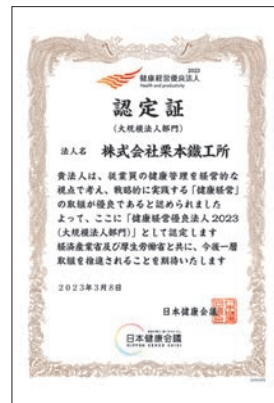 2023
健康経営優良法人
Health and productivity
認定証
(大規模法人部門)
法人名 株式会社栗本鐵工所
貴法人は、従業員の健康管理を経営的な
視点で考え、戦略的に実践する「健康経営」
の取組が優良であると認められました
よって、ここに「健康経営優良法人2023
(大規模法人部門)」として認定します
経済産業省及び厚生労働省と共に、今後一層
取組を推進されることを期待いたします
2023年3月8日
日本健康会議
日本健康会議
NIPPON KENKO KAIGI